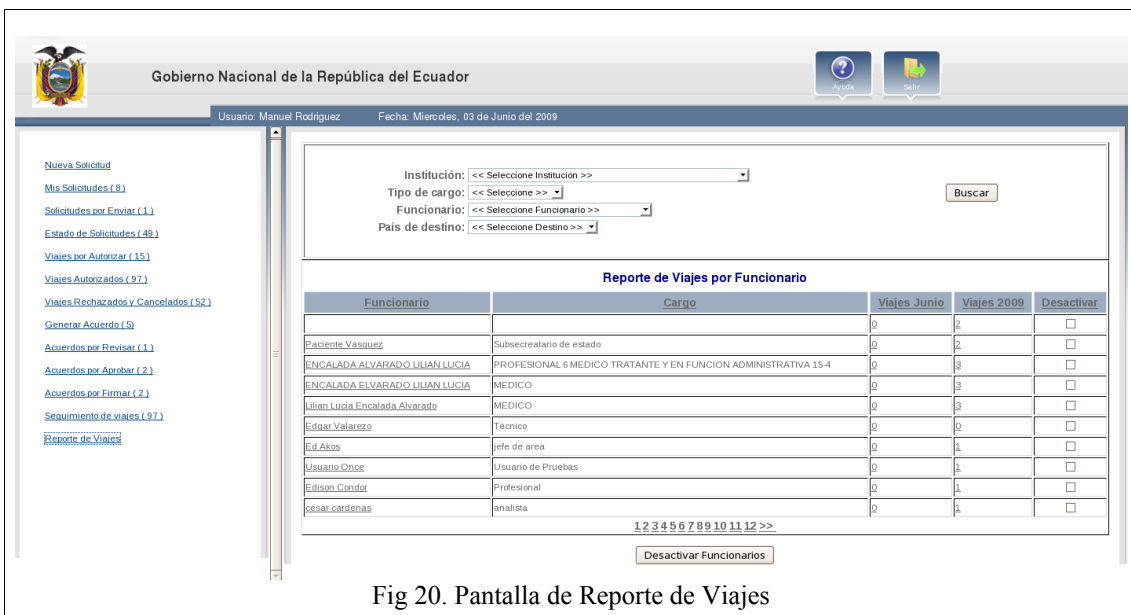 Gobierno Nacional de la República del Ecuador
Ayuda
Salir
Usuario: Manuel Rodriguez Fecha: Miercoles, 03 de Junio del 2009
Nueva Solicitud
Mis Solicitudes ( 8 )
Solicitudes por Enviar ( 1 )
Estado de Solicitudes ( 49 )
Viajes por Autorizar ( 15 )
Viajes Autorizados ( 97 )
Viajes Rechazados y Cancelados ( 52 )
Generar Acuerdo ( 5)
Acuerdos por Revisar ( 1 )
Acuerdos por Aprobar ( 2 )
Acuerdos por Firmar ( 2 )
Seguimiento de viajes ( 97 )
Reporte de Viajes
Institución: << Seleccione Institución >>
Tipo de cargo: << Seleccione >>
Funcionario: << Seleccione Funcionario >>
País de destino: << Seleccione Destino >>
Buscar
Reporte de Viajes por Funcionario
Funcionario Cargo Viajes Junio Viajes 2009 Desactivar
0 2
Paciente Vásquez Subsecreatario de estado 0 2
ENCALADA ALVARADO LILIAN LUCIA PROFESIONAL 6 MEDICO TRATANTE Y EN FUNCION ADMINISTRATIVA 15-4 0 3
ENCALADA ELVARADO LILIAN LUCIA MEDICO 0 3
Lilian Lucia Encalada Alvarado MEDICO 0 3
Edgar Valarezo Técnico 0 0
Ed Akos jefe de area 0 1
Usuario Once Usuario de Pruebas 0 1
Edison Condor Profesional 0 1
cesar cardenas analista 0 1
1 2 3 4 5 6 7 8 9 10 11 12 >>
Desactivar Funcionarios
Fig 20. Pantalla de Reporte de Viajes